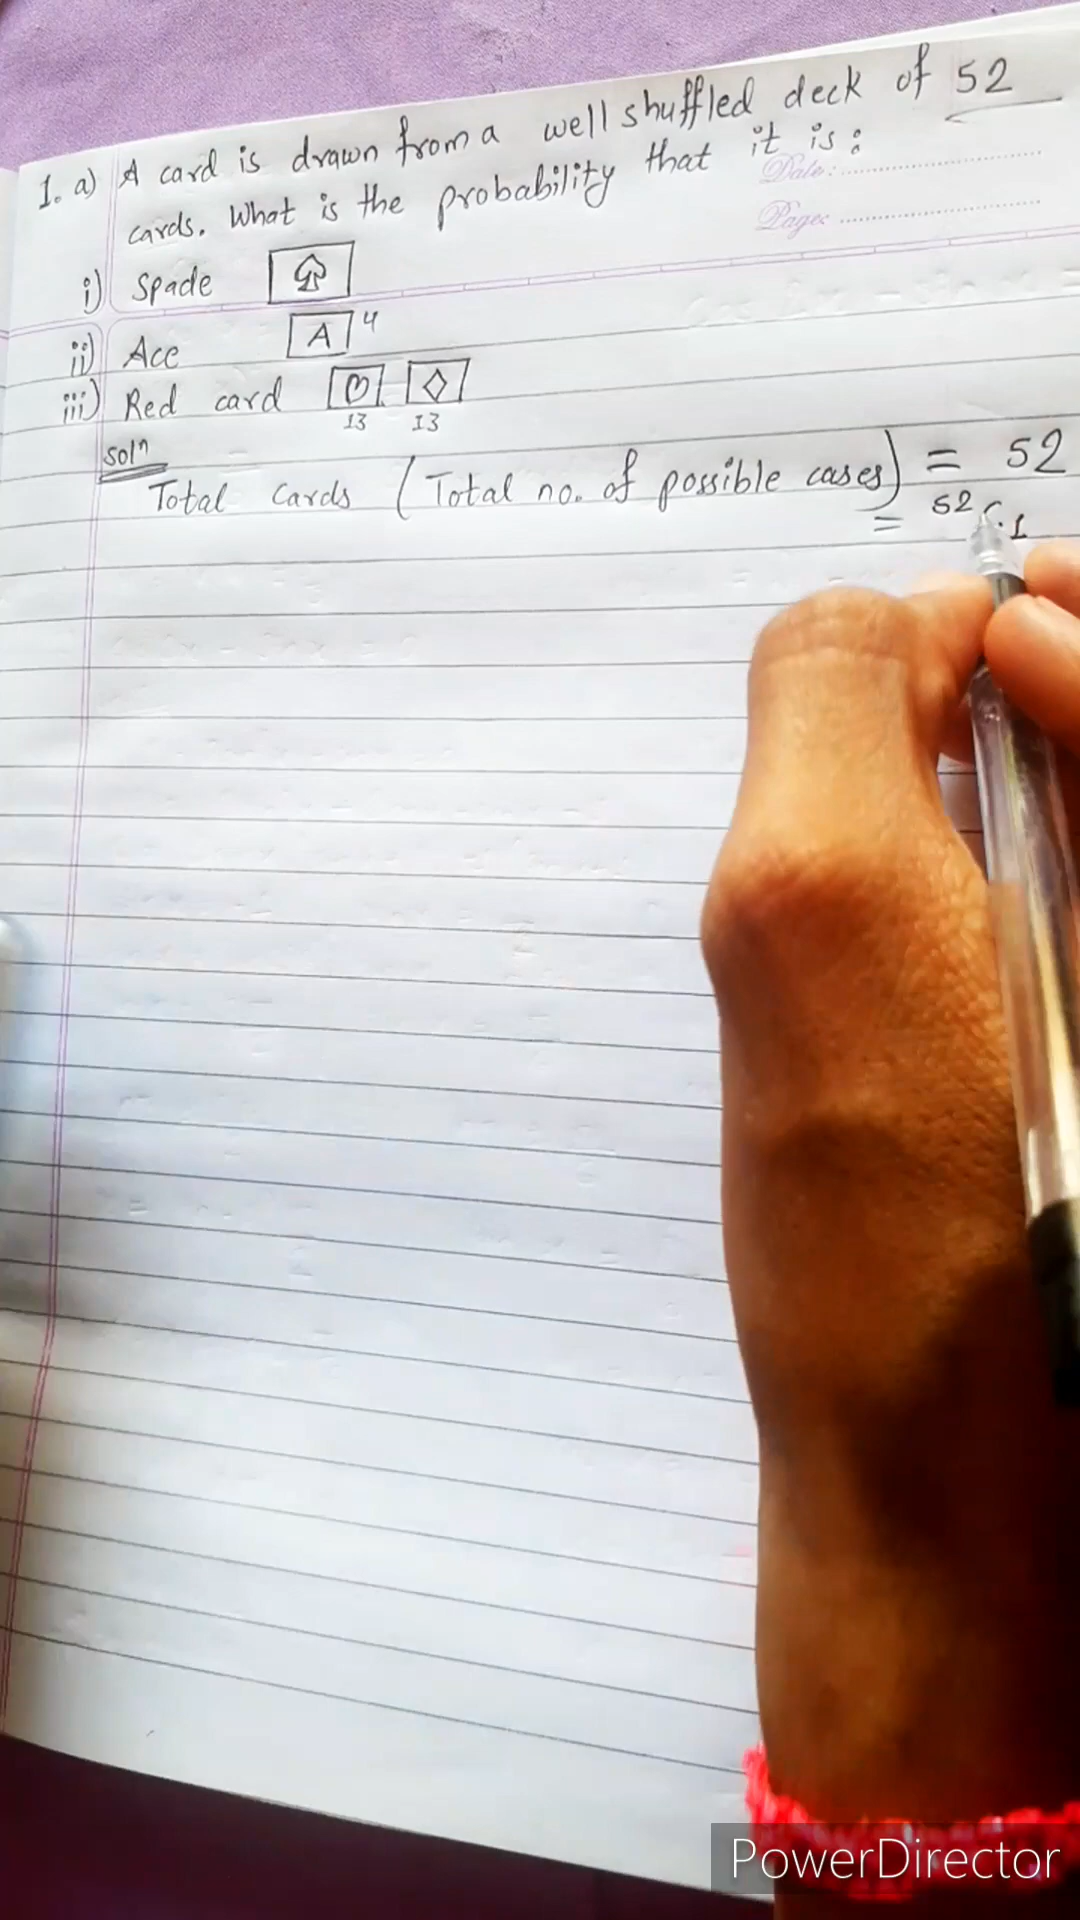 1. a) A card is drawn from a well shuffled deck of 52
cards. What is the probability that it is:
Date:
Page:
i) Spade
ii) Ace A 4
iii) Red card
13 13
Soln
Total Cards (Total no. of possible cases) = 52
= 52C1
PowerDirector